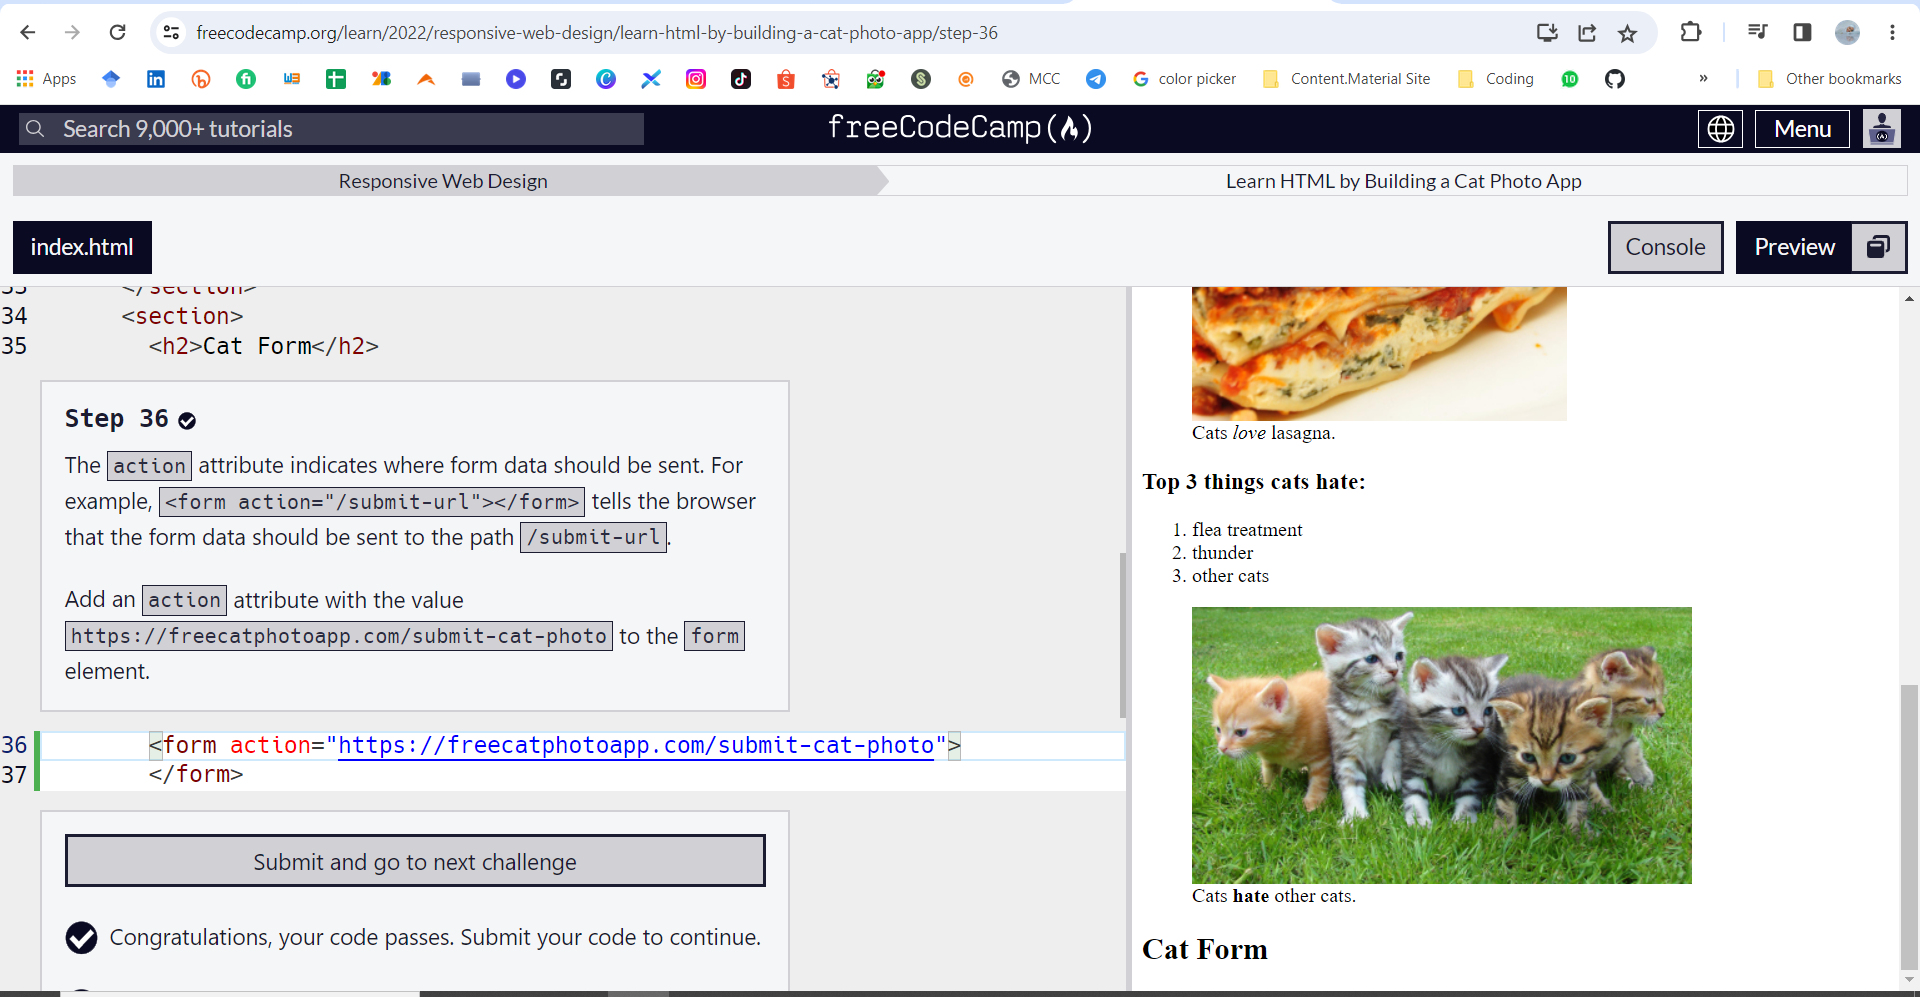 freecodecamp.org/learn/2022/responsive-web-design/learn-html-by-building-a-cat-photo-app/step-36
Apps
MCC
color picker
Content.Material Site
Coding
»
Other bookmarks
Search 9,000+ tutorials
freeCodeCamp
Menu
Responsive Web Design
Learn HTML by Building a Cat Photo App
index.html
Console
Preview
33 </section>
34 <section>
35 <h2>Cat Form</h2>
Step 36
The action attribute indicates where form data should be sent. For
example, <form action="/submit-url"></form> tells the browser
that the form data should be sent to the path /submit-url.
Add an action attribute with the value
https://freecatphotoapp.com/submit-cat-photo to the form
element.
36 <form action="https://freecatphotoapp.com/submit-cat-photo">
37 </form>
Submit and go to next challenge
Congratulations, your code passes. Submit your code to continue.
Cats love lasagna.
Top 3 things cats hate:
1. flea treatment
2. thunder
3. other cats
Cats hate other cats.
Cat Form